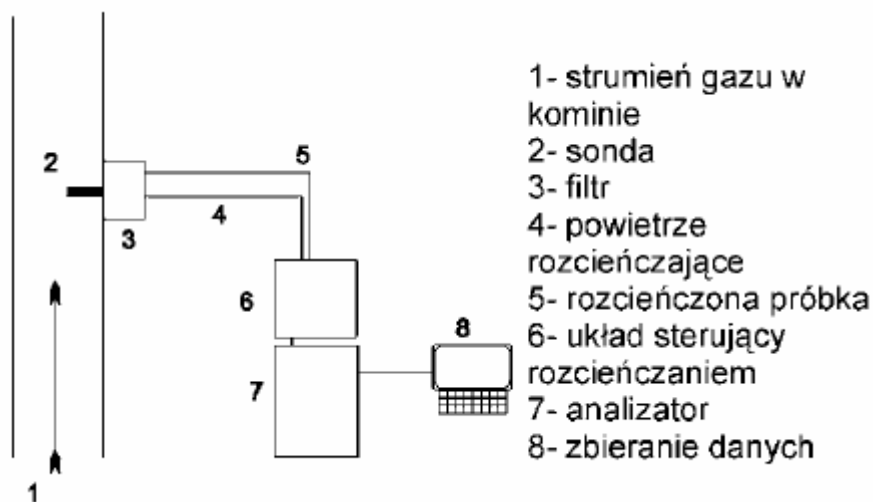 1- strumień gazu w
kominie
2- sonda
3- filtr
4- powietrze
rozcieńczające
5- rozcieńczona próbka
6- układ sterujący
rozcieńczaniem
7- analizator
8- zbieranie danych
2
5
4
3
6
8
7
1